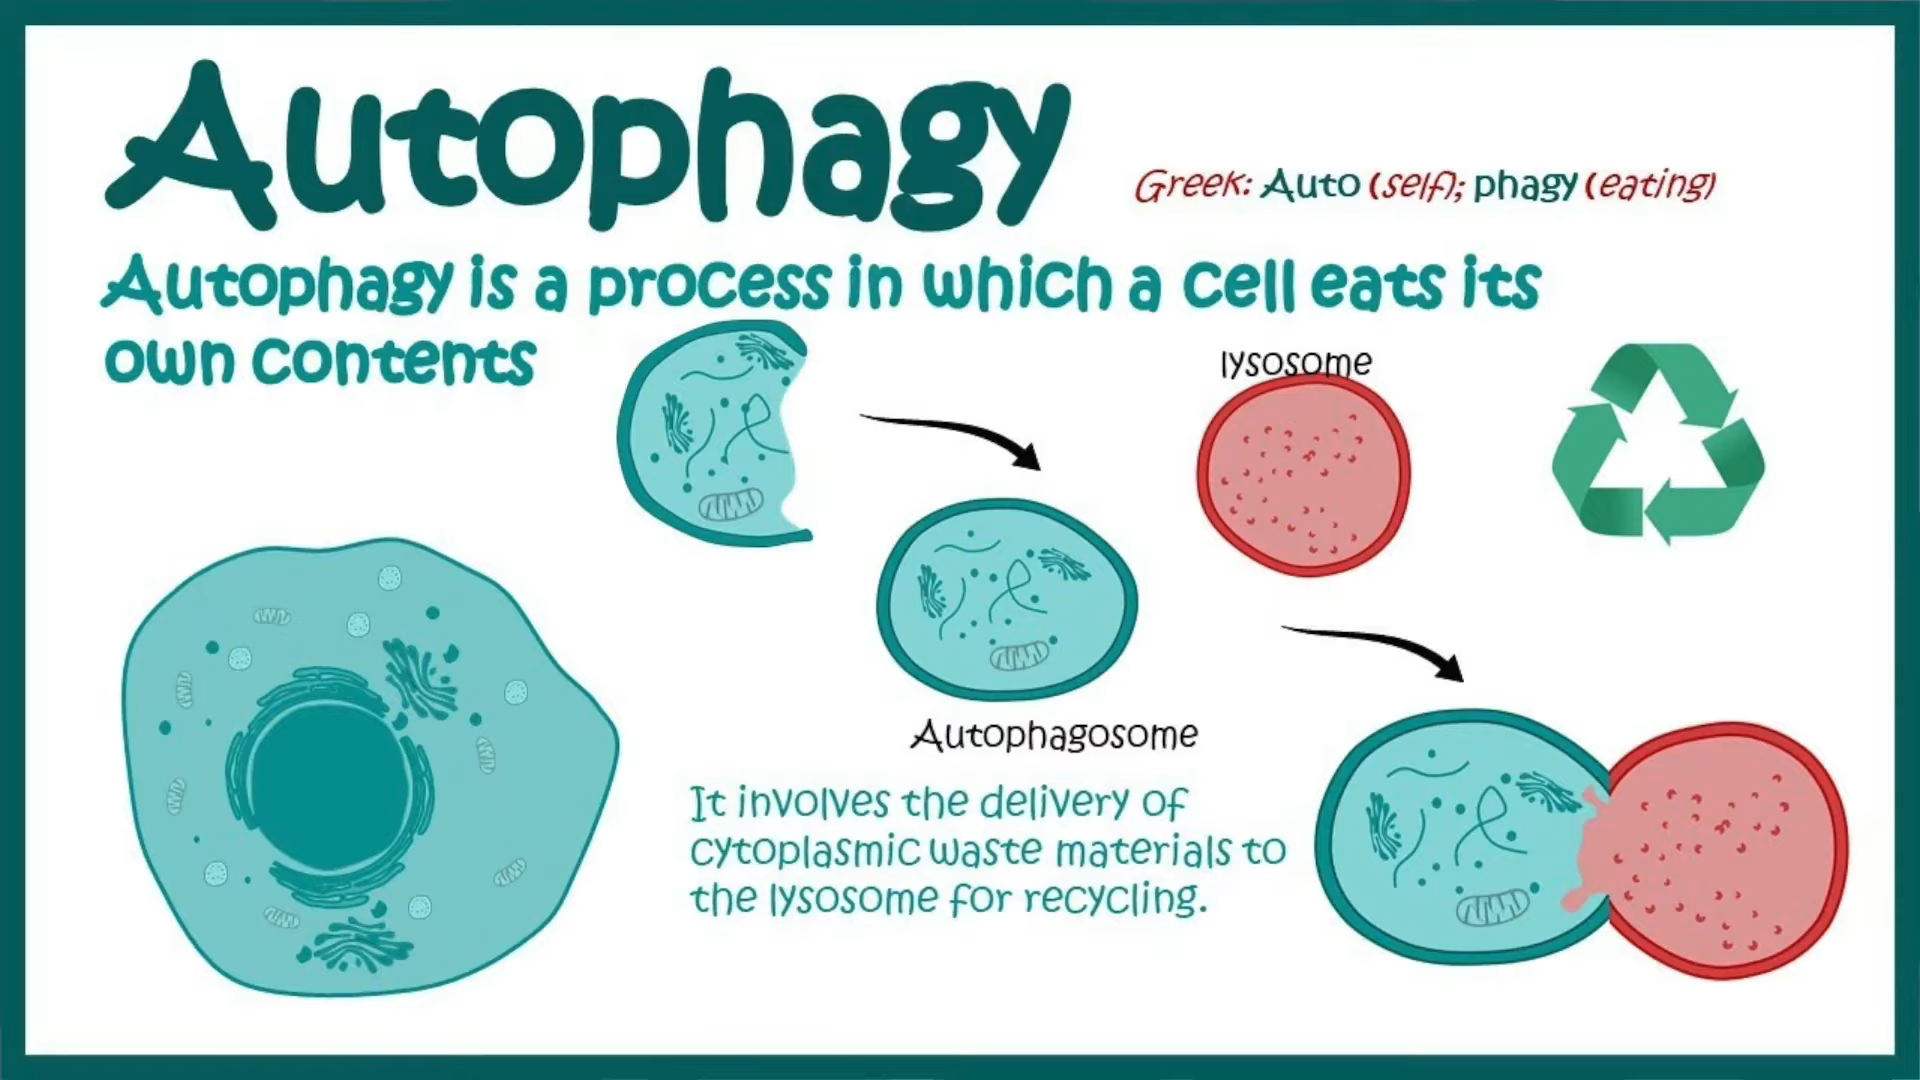 Autophagy
Greek: Auto (self); phagy (eating)
Autophagy is a process in which a cell eats its
own contents
lysosome
Autophagosome
It involves the delivery of
cytoplasmic waste materials to
the lysosome for recycling.